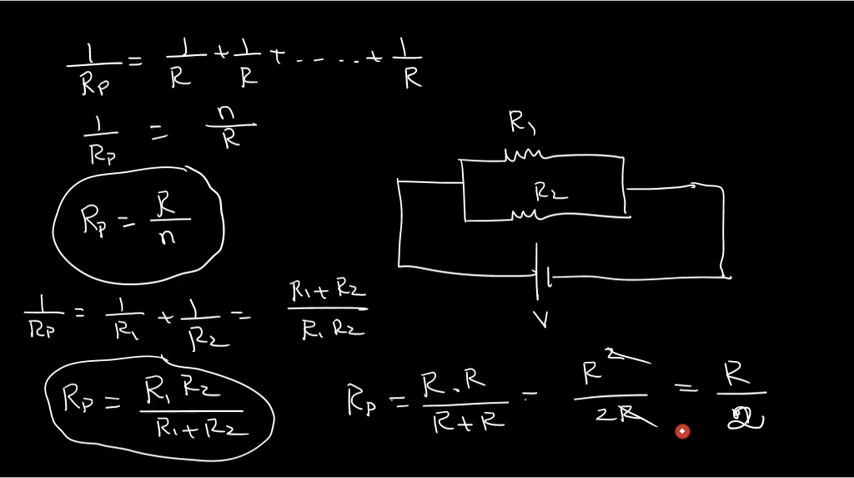 1/Rp = 1/R + 1/R + ..... + 1/R
1/Rp = n/R
Rp = R/n
1/Rp = 1/R1 + 1/R2 = R1+R2/R1 R2
Rp = R1 R2/R1+R2
R1
R2
V
Rp = R.R/R+R = R²/2R = R/2